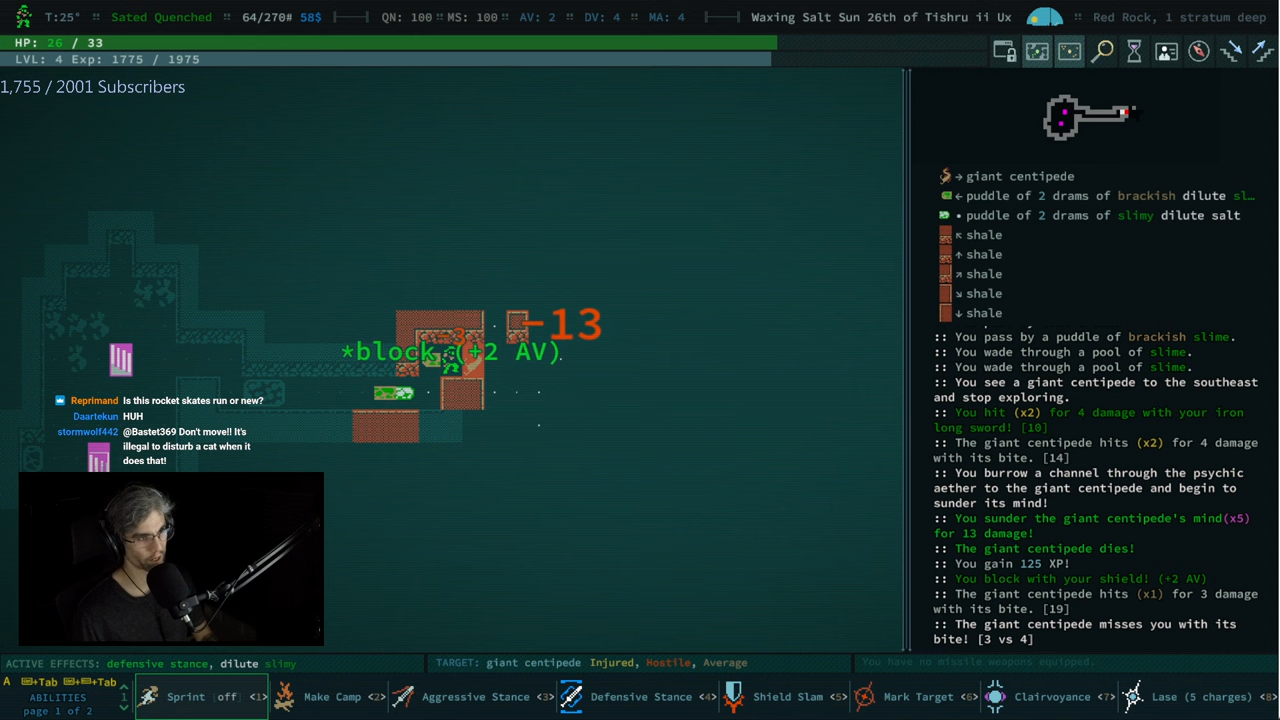 T:25° Sated Quenched :: 64/270# 58$ QN: 100 MS: 100 AV: 2 :: DV: 4 :: MA: 4 Waxing Salt Sun 26th of Tishru ii Ux :: Red Rock, 1 stratum deep
HP: 26 / 33
LVL: 4 Exp: 1775 / 1975
1,755 / 2001 Subscribers
giant centipede
puddle of 2 drams of brackish dilute sl…
puddle of 2 drams of slimy dilute salt
shale
shale
shale
shale
shale
-13
-3
*block (+2 AV)
:: You pass by a puddle of brackish slime.
:: You wade through a pool of slime.
:: You wade through a pool of slime.
:: You see a giant centipede to the southeast
and stop exploring.
:: You hit (x2) for 4 damage with your iron
long sword! [10]
:: The giant centipede hits (x2) for 4 damage
with its bite. [14]
:: You burrow a channel through the psychic
aether to the giant centipede and begin to
sunder its mind!
:: You sunder the giant centipede's mind(x5)
for 13 damage!
:: The giant centipede dies!
:: You gain 125 XP!
:: You block with your shield! (+2 AV)
:: The giant centipede hits (x1) for 3 damage
with its bite. [19]
:: The giant centipede misses you with its
bite! [3 vs 4]
Reprimand Is this rocket skates run or new?
Daartekun HUH
stormwolf442 @Bastet369 Don't move!! It's
illegal to disturb a cat when it
does that!
ACTIVE EFFECTS: defensive stance, dilute slimy
TARGET: giant centipede Injured, Hostile, Average
You have no missile weapons equipped.
A +Tab ++Tab
ABILITIES
page 1 of 2
Sprint [off] <1>
Make Camp <2>
Aggressive Stance <3>
Defensive Stance <4>
Shield Slam <5>
Mark Target <6>
Clairvoyance <7>
Lase (5 charges) <8>